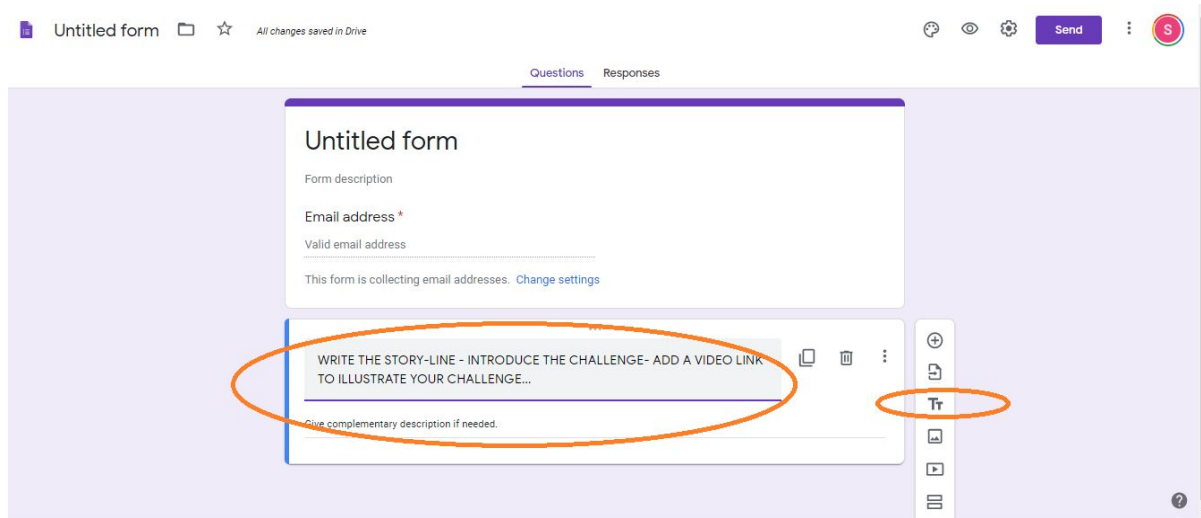 Untitled form
All changes saved in Drive
Send
S
Questions Responses
Untitled form
Form description
Email address *
Valid email address
This form is collecting email addresses. Change settings
WRITE THE STORY-LINE - INTRODUCE THE CHALLENGE- ADD A VIDEO LINK
TO ILLUSTRATE YOUR CHALLENGE...
Give complementary description if needed.
Tт